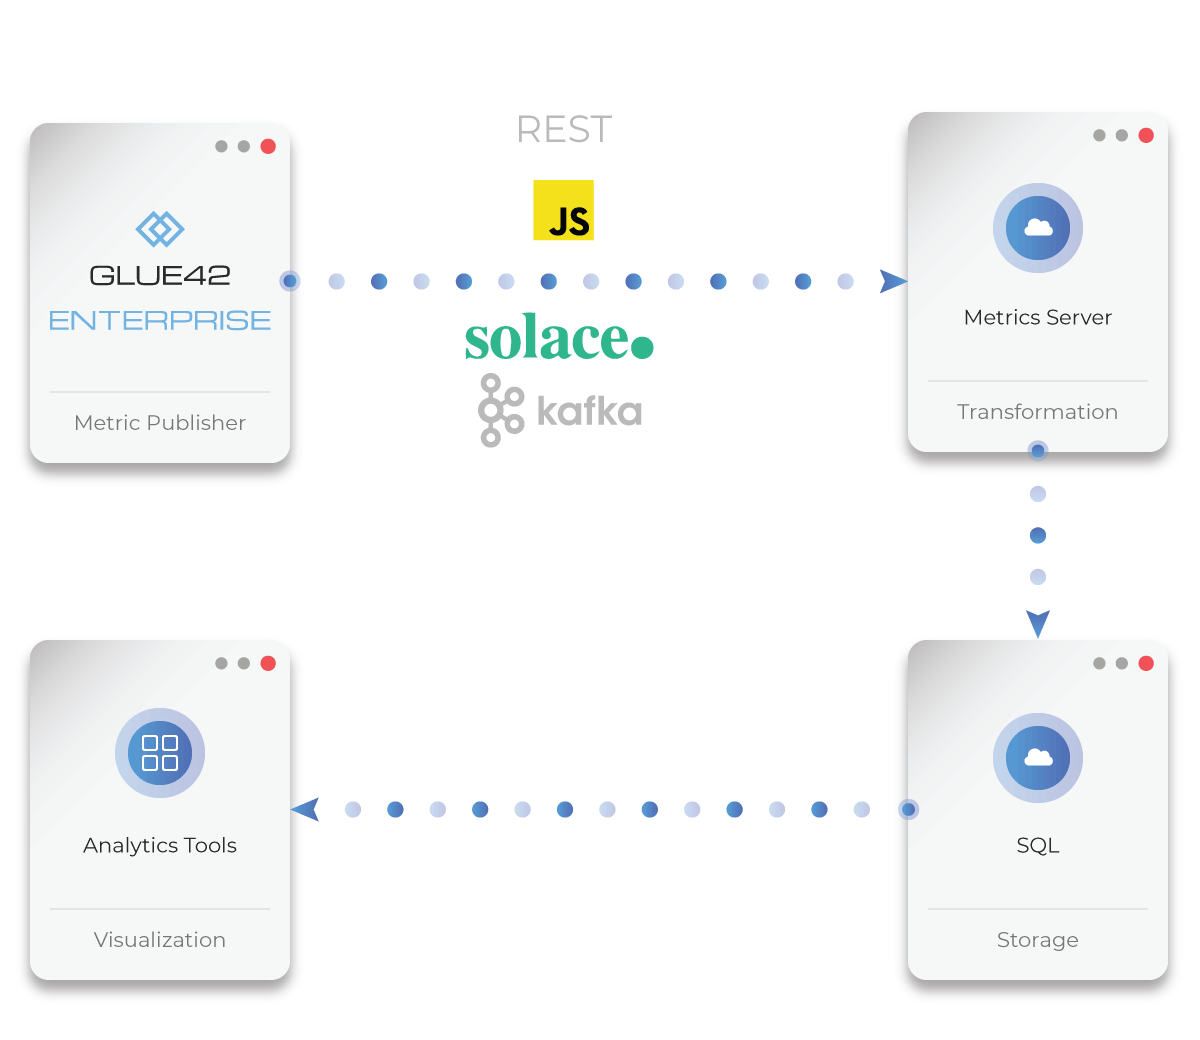 REST
JS
GLUE42
ENTERPRISE
Metric Publisher
solace.
kafka
Metrics Server
Transformation
Analytics Tools
Visualization
SQL
Storage